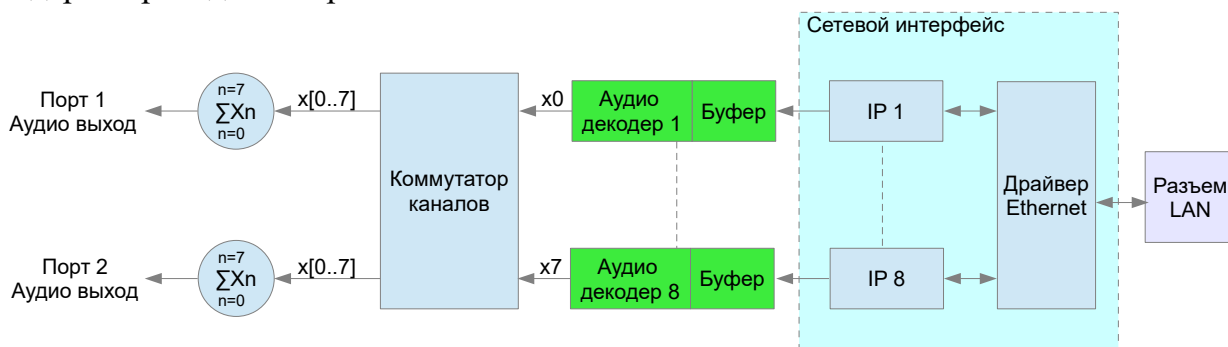 Сетевой интерфейс
Порт 1
Аудио выход
n=7
∑Xn
n=0
x[0..7]
Коммутатор
каналов
x0
Аудио
декодер 1
Буфер
IP 1
Драйвер
Ethernet
Разъем
LAN
Порт 2
Аудио выход
n=7
∑Xn
n=0
x[0..7]
x7
Аудио
декодер 8
Буфер
IP 8